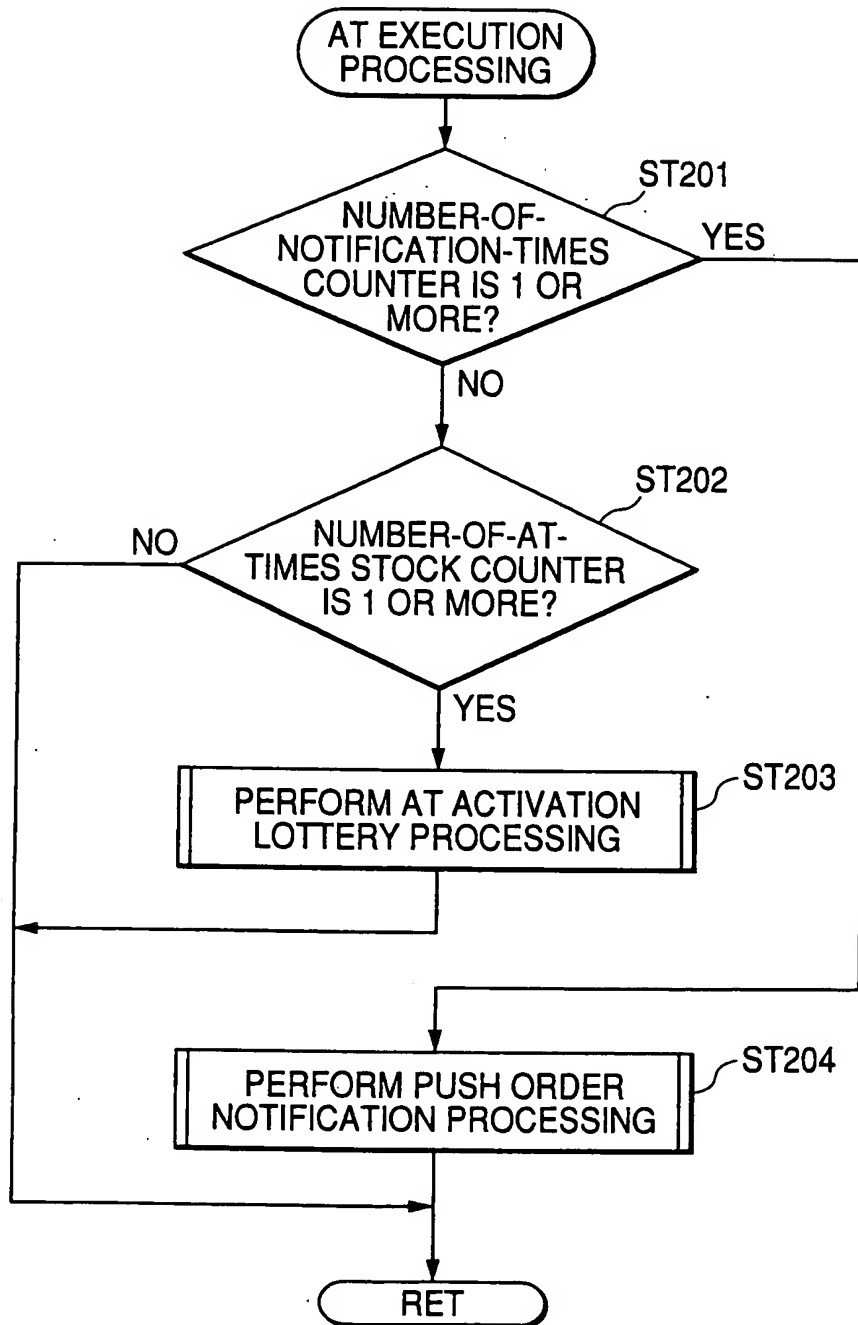 AT EXECUTION
PROCESSING
ST201
NUMBER-OF-
NOTIFICATION-TIMES
COUNTER IS 1 OR
MORE?
YES
NO
ST202
NUMBER-OF-AT-
TIMES STOCK COUNTER
IS 1 OR MORE?
NO
YES
ST203
PERFORM AT ACTIVATION
LOTTERY PROCESSING
ST204
PERFORM PUSH ORDER
NOTIFICATION PROCESSING
RET